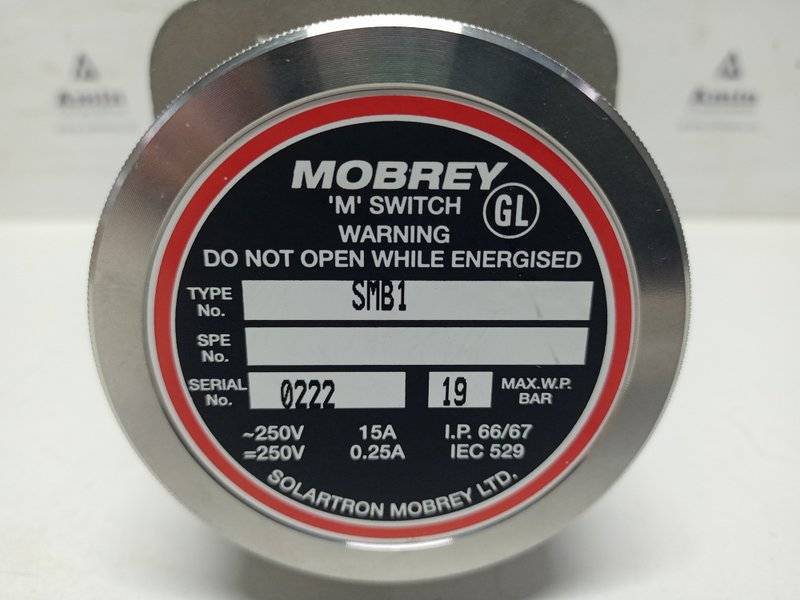 MOBREY
'M' SWITCH
GL
WARNING
DO NOT OPEN WHILE ENERGISED
TYPE No. SMB1
SPE No.
SERIAL No. 0222 19 MAX.W.P. BAR
~250V 15A I.P. 66/67
=250V 0.25A IEC 529
SOLARTRON MOBREY LTD.